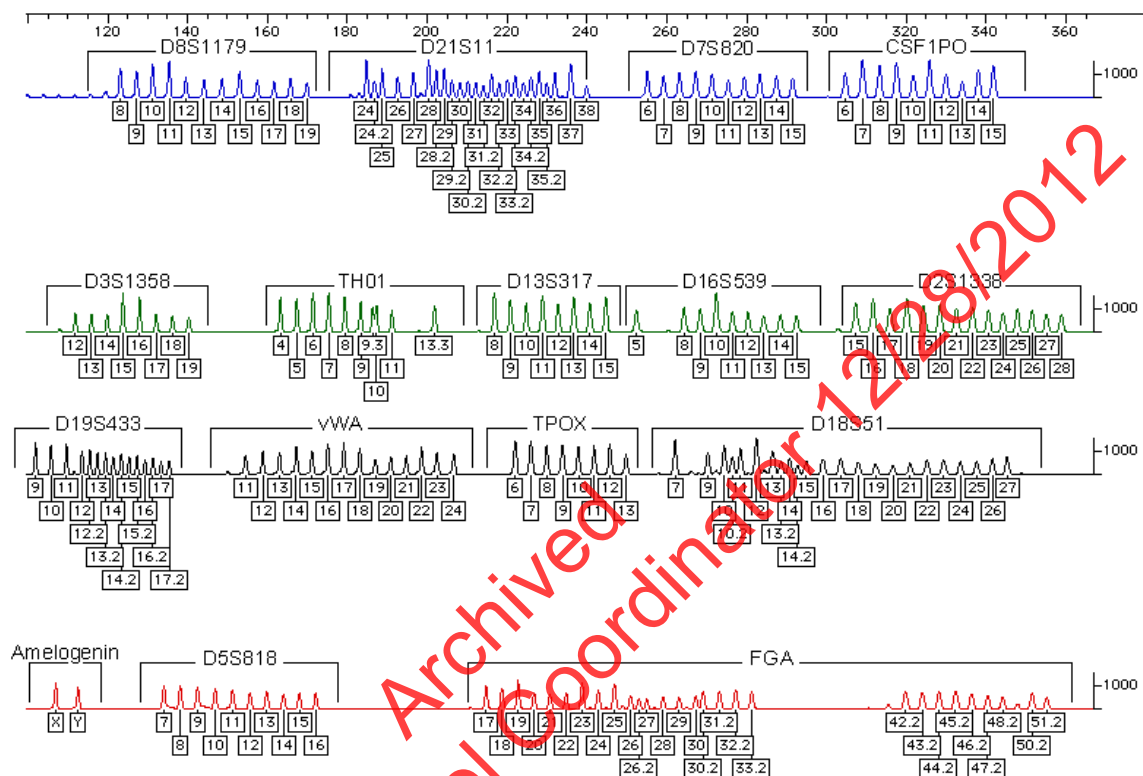 120 140 160 180 200 220 240 260 280 300 320 340 360
D8S1179 D21S11 D7S820 CSF1PO
1000
8 10 12 14 16 18 24 26 28 30 32 34 36 38 6 8 10 12 14 6 8 10 12 14
9 11 13 15 17 19 24.2 27 29 31 33 35 37 7 9 11 13 15 7 9 11 13 15
25 28.2 31.2 34.2
29.2 32.2 35.2
30.2 33.2
D3S1358 TH01 D13S317 D16S539 D2S1338
1000
12 14 16 18 4 6 8 9.3 13.3 8 10 12 14 5 8 10 12 14 15 17 19 21 23 25 27
13 15 17 19 5 7 9 11 9 11 13 15 9 11 13 15 16 18 20 22 24 26 28
10
D19S433 vWA TPOX D18S51
1000
9 11 13 15 17 11 13 15 17 19 21 23 6 8 10 12 7 9 11 13 15 17 19 21 23 25 27
10 12 14 16 12 14 16 18 20 22 24 7 9 11 13 10 12 14 16 18 20 22 24 26
12.2 15.2 10.2 13.2
13.2 16.2 14.2
14.2 17.2
Amelogenin D5S818 FGA
1000
X Y 7 9 11 13 15 17 19 21 23 25 27 29 31.2 42.2 45.2 48.2 51.2
8 10 12 14 16 18 20 22 24 26 28 30 32.2 43.2 46.2 50.2
26.2 30.2 33.2 44.2 47.2
Archived
Coordinator 12/28/2012